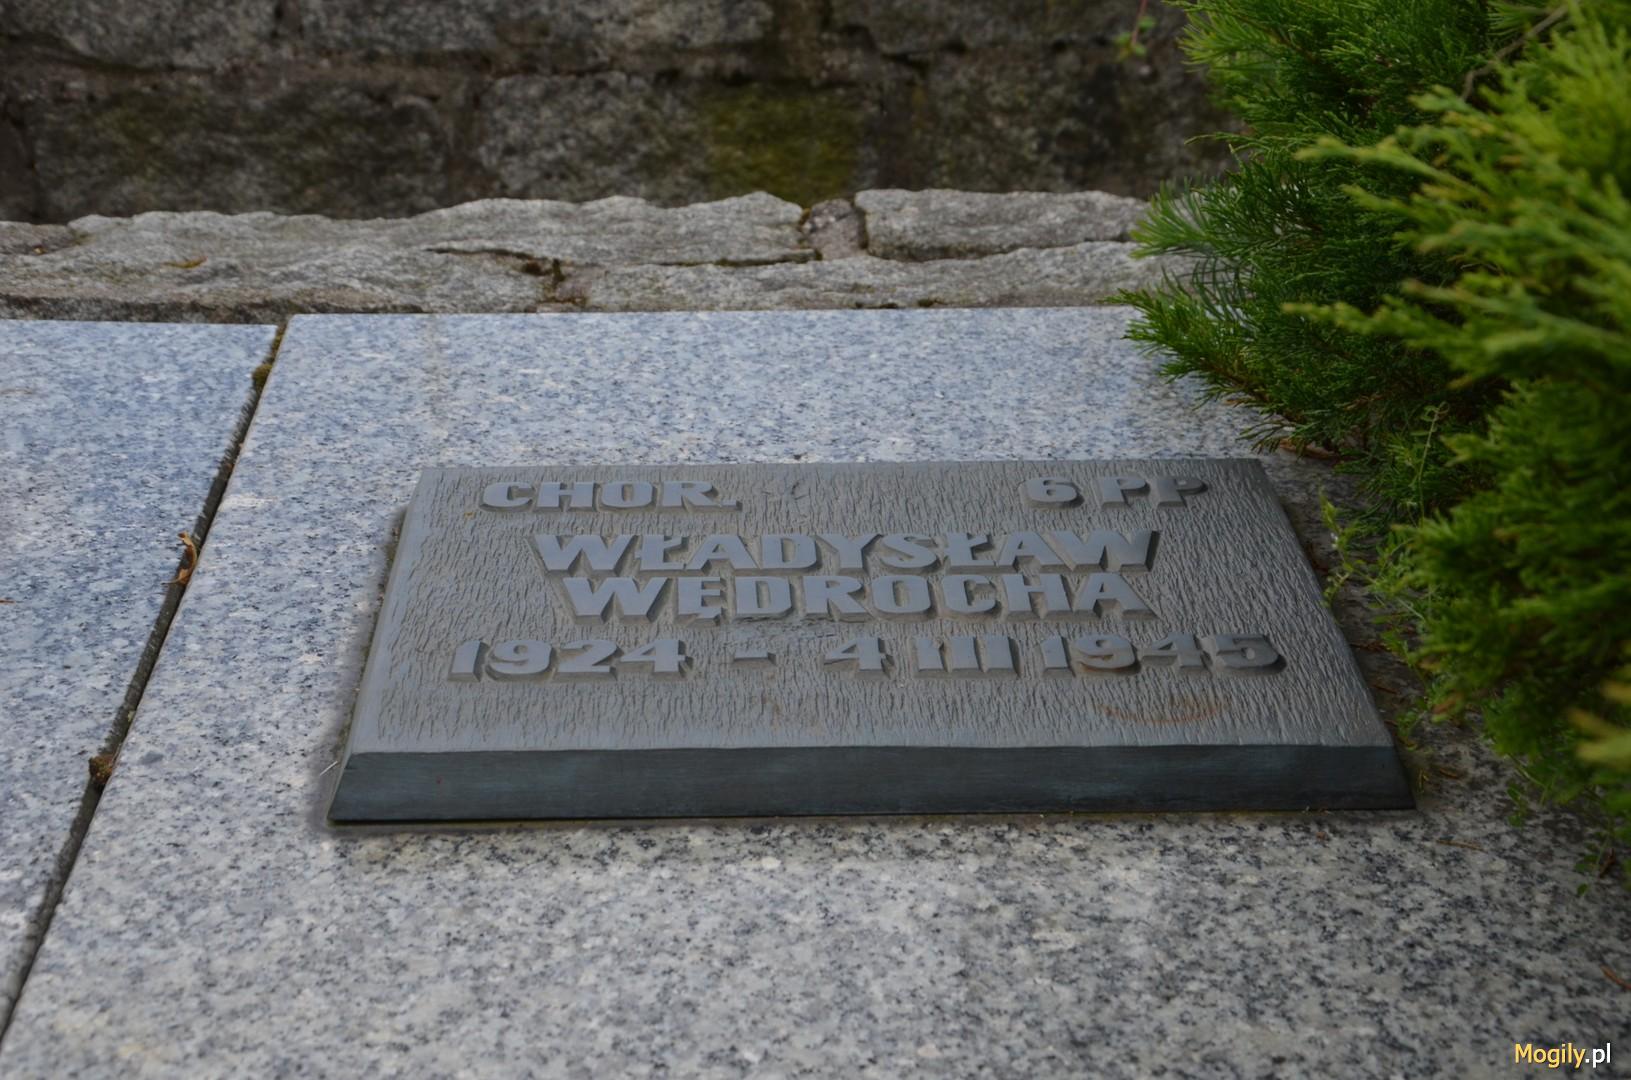 CHOR. 6 PP
WŁADYSŁAW
WĘDROCHA
1924 - 4 III 1945
Mogily.pl